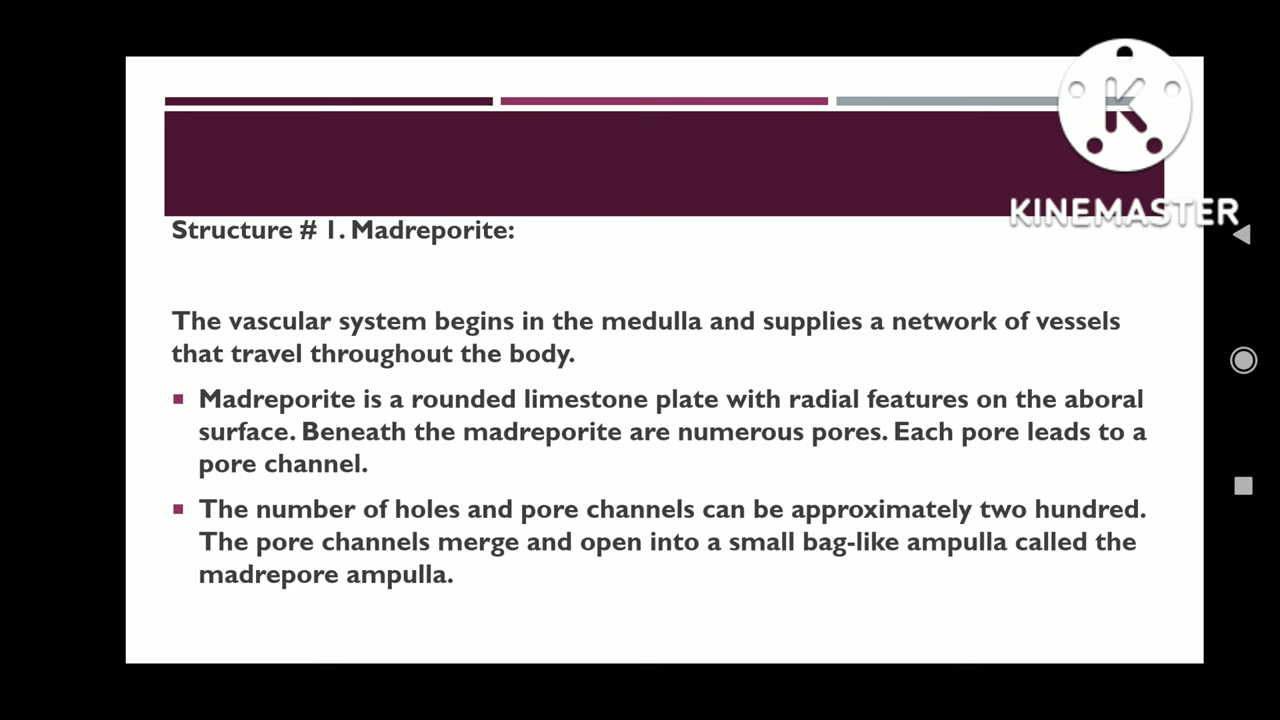 KINEMASTER
Structure # 1. Madreporite:
The vascular system begins in the medulla and supplies a network of vessels
that travel throughout the body.
Madreporite is a rounded limestone plate with radial features on the aboral
surface. Beneath the madreporite are numerous pores. Each pore leads to a
pore channel.
The number of holes and pore channels can be approximately two hundred.
The pore channels merge and open into a small bag-like ampulla called the
madrepore ampulla.